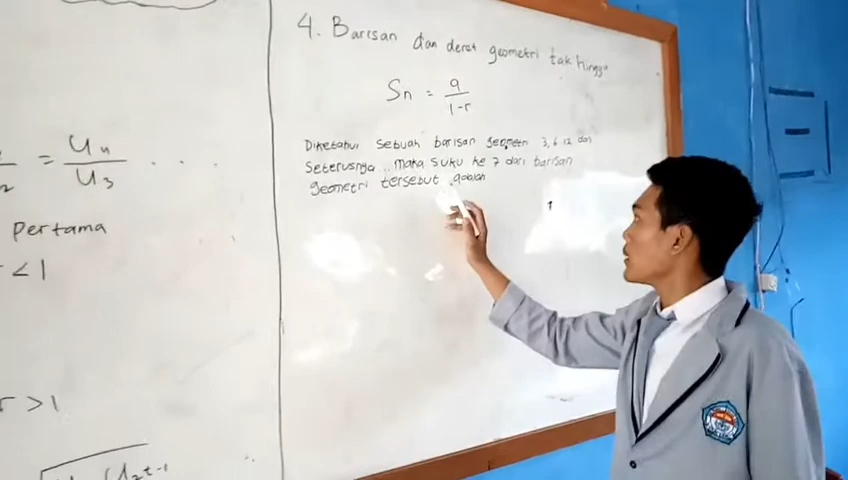 4. Barisan dan deret geometri tak hingga
Sn = a/1-r
Diketahui sebuah barisan geometri 3, 6, 12 dan
Seterusnya... maka suku ke 7 dari barisan
geometri tersebut adalah
= Un/U3 . . .
Pertama
< 1
r > 1